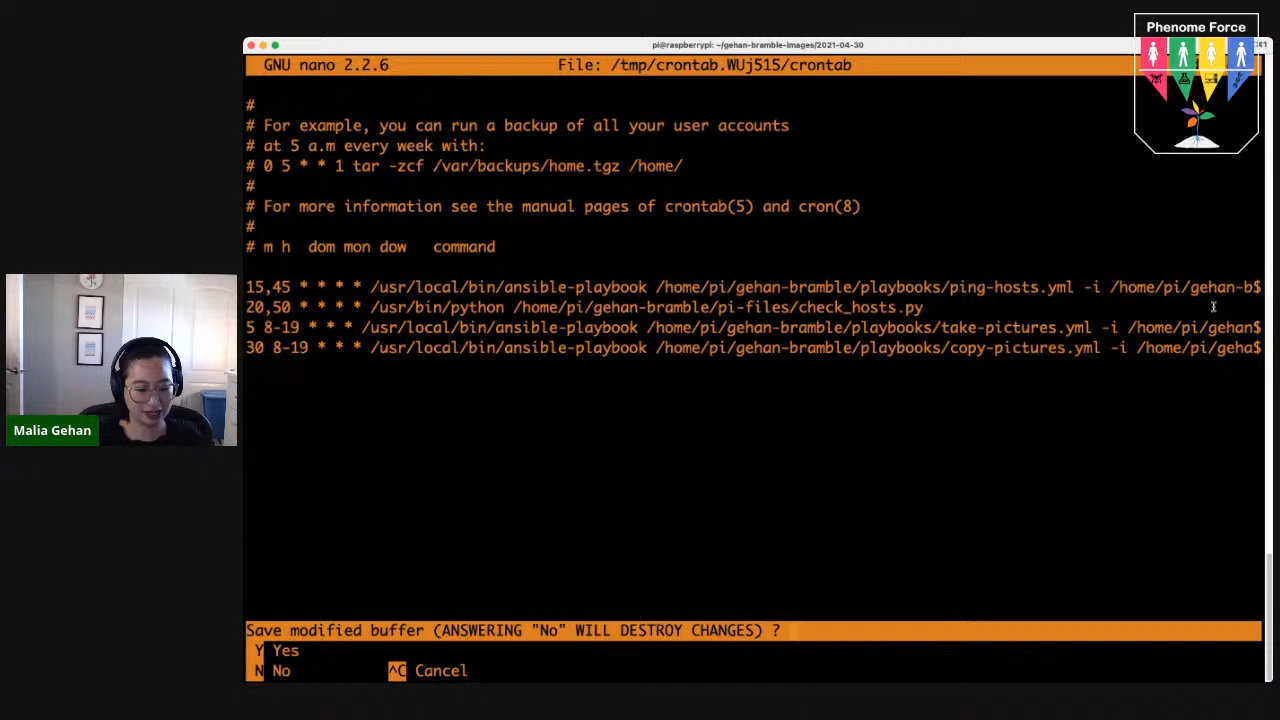 Phenome Force
pi@raspberrypi: ~/gehan-bramble-images/2021-04-30
GNU nano 2.2.6 File: /tmp/crontab.WUj515/crontab
#
# For example, you can run a backup of all your user accounts
# at 5 a.m every week with:
# 0 5 * * 1 tar -zcf /var/backups/home.tgz /home/
#
# For more information see the manual pages of crontab(5) and cron(8)
#
# m h  dom mon dow   command
15,45 * * * * /usr/local/bin/ansible-playbook /home/pi/gehan-bramble/playbooks/ping-hosts.yml -i /home/pi/gehan-b$
20,50 * * * * /usr/bin/python /home/pi/gehan-bramble/pi-files/check_hosts.py
5 8-19 * * * /usr/local/bin/ansible-playbook /home/pi/gehan-bramble/playbooks/take-pictures.yml -i /home/pi/gehan$
30 8-19 * * * /usr/local/bin/ansible-playbook /home/pi/gehan-bramble/playbooks/copy-pictures.yml -i /home/pi/geha$
Malia Gehan
Save modified buffer (ANSWERING "No" WILL DESTROY CHANGES) ?
Y Yes
N No ^C Cancel